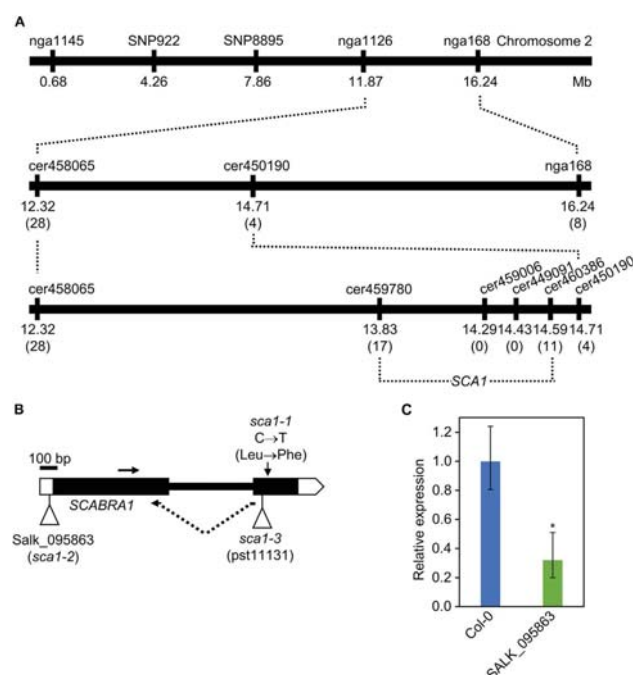 A
nga1145 SNP922 SNP8895 nga1126 nga168 Chromosome 2
0.68 4.26 7.86 11.87 16.24 Mb
cer458065 cer450190 nga168
12.32 14.71 16.24
(28) (4) (8)
cer458065 cer459780 cer459006 cer449091 cer460386 cer450190
12.32 13.83 14.29 14.43 14.59 14.71
(28) (17) (0) (0) (11) (4)
SCA1
B
sca1-1
C→T
(Leu→Phe)
100 bp
SCABRA1
Salk_095863
(sca1-2)
sca1-3
(pst11131)
C
Relative expression
1.2
1.0
0.8
0.6
0.4
0.2
0.0
*
Col-0
SALK_095863